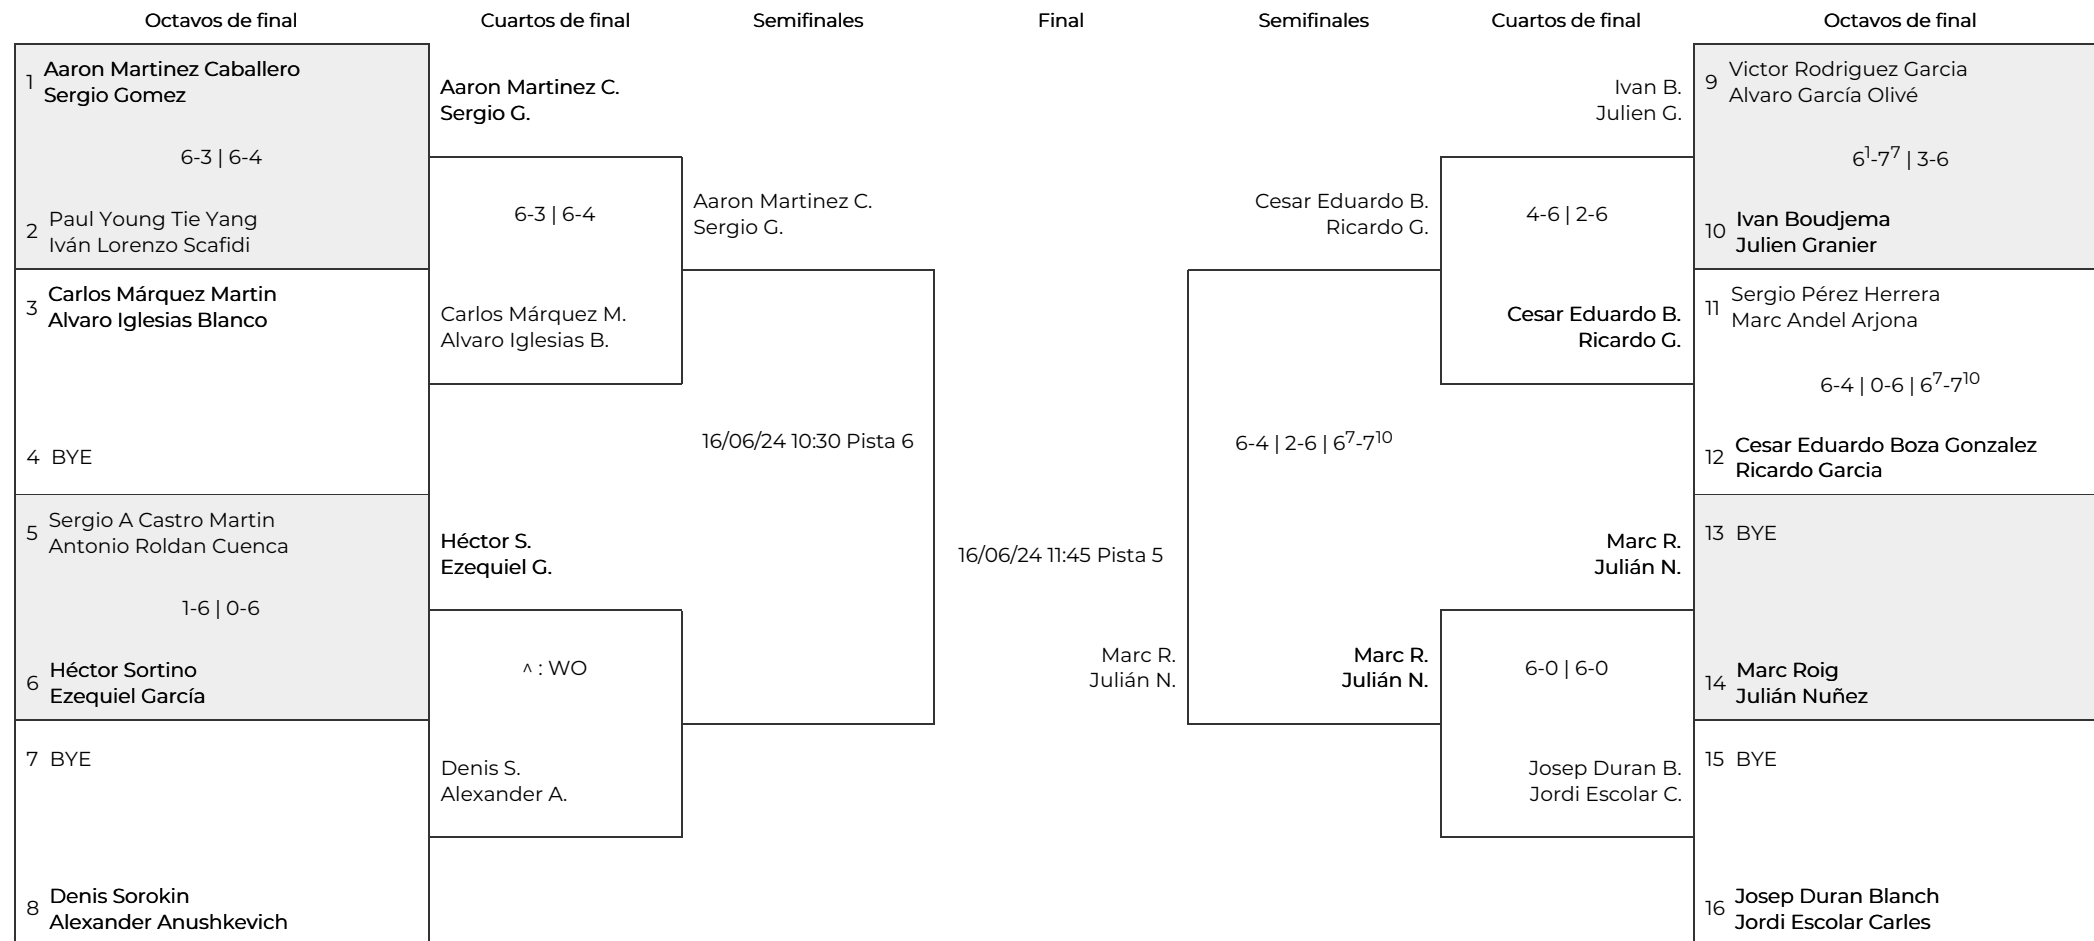 Octavos de final
Cuartos de final
Semifinales
Final
Semifinales
Cuartos de final
Octavos de final
1
Aaron Martinez Caballero
Sergio Gomez
6-3 | 6-4
2
Paul Young Tie Yang
Iván Lorenzo Scafidi
3
Carlos Márquez Martin
Alvaro Iglesias Blanco
4 BYE
5
Sergio A Castro Martin
Antonio Roldan Cuenca
1-6 | 0-6
6
Héctor Sortino
Ezequiel García
7 BYE
8
Denis Sorokin
Alexander Anushkevich
Aaron Martinez C.
Sergio G.
6-3 | 6-4
Carlos Márquez M.
Alvaro Iglesias B.
Héctor S.
Ezequiel G.
^ : WO
Denis S.
Alexander A.
Aaron Martinez C.
Sergio G.
16/06/24 10:30 Pista 6
16/06/24 11:45 Pista 5
Marc R.
Julián N.
Cesar Eduardo B.
Ricardo G.
6-4 | 2-6 | 6⁷-7¹⁰
Marc R.
Julián N.
Ivan B.
Julien G.
4-6 | 2-6
Cesar Eduardo B.
Ricardo G.
Marc R.
Julián N.
6-0 | 6-0
Josep Duran B.
Jordi Escolar C.
9
Victor Rodriguez Garcia
Alvaro García Olivé
6¹-7⁷ | 3-6
10
Ivan Boudjema
Julien Granier
11
Sergio Pérez Herrera
Marc Andel Arjona
6-4 | 0-6 | 6⁷-7¹⁰
12
Cesar Eduardo Boza Gonzalez
Ricardo Garcia
13 BYE
14
Marc Roig
Julián Nuñez
15 BYE
16
Josep Duran Blanch
Jordi Escolar Carles